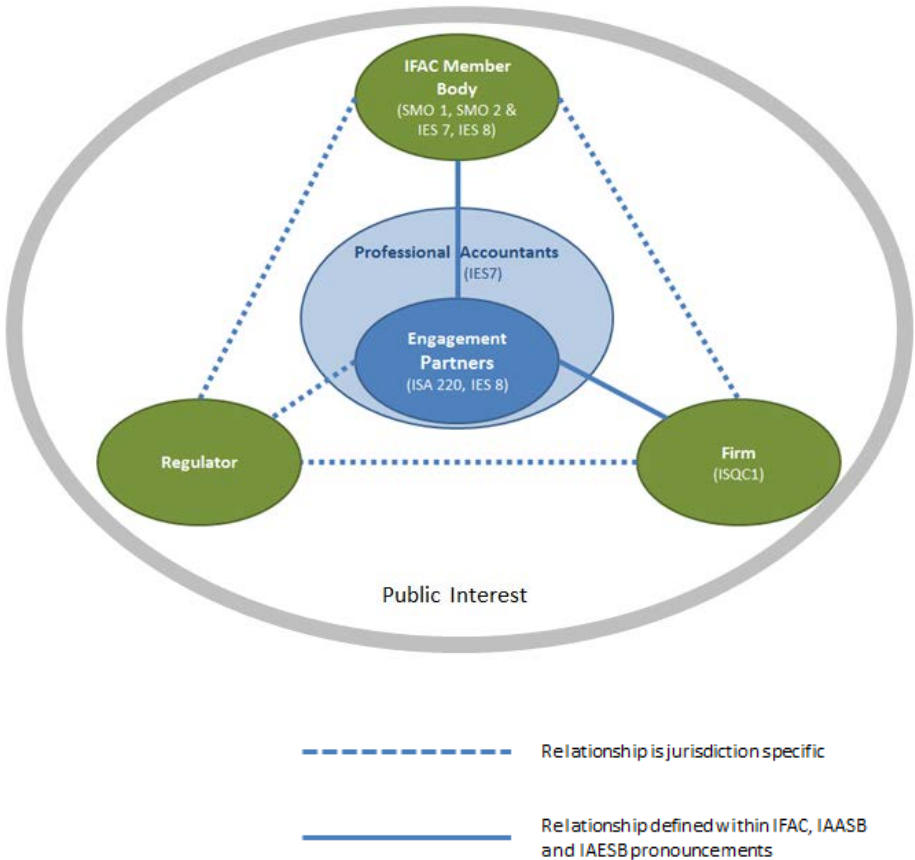 IFAC Member
Body
(SMO 1, SMO 2 &
IES 7, IES 8)
Professional Accountants
(IES7)
Engagement
Partners
(ISA 220, IES 8)
Regulator
Firm
(ISQC1)
Public Interest
Relationship is jurisdiction specific
Relationship defined within IFAC, IAASB
and IAESB pronouncements